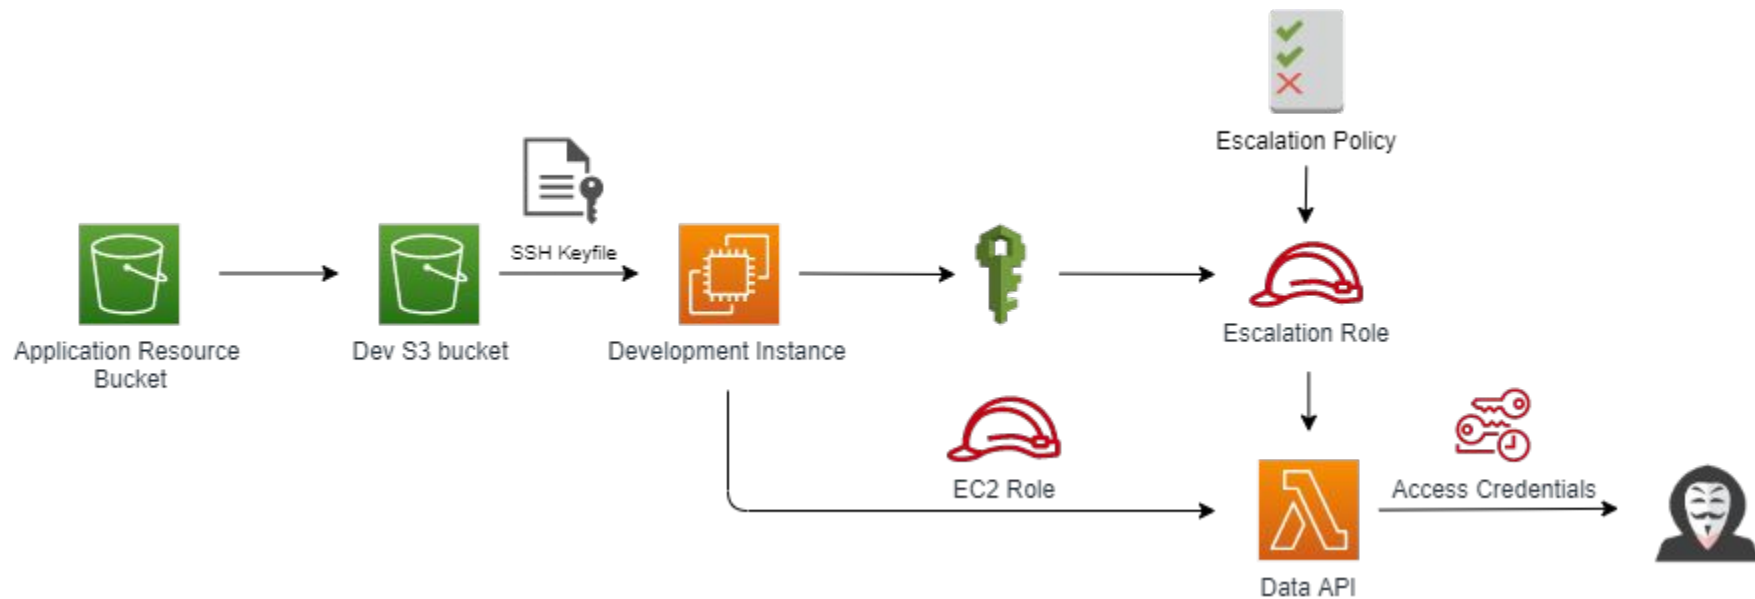 Escalation Policy
SSH Keyfile
Application Resource
Bucket
Dev S3 bucket
Development Instance
Escalation Role
EC2 Role
Access Credentials
Data API